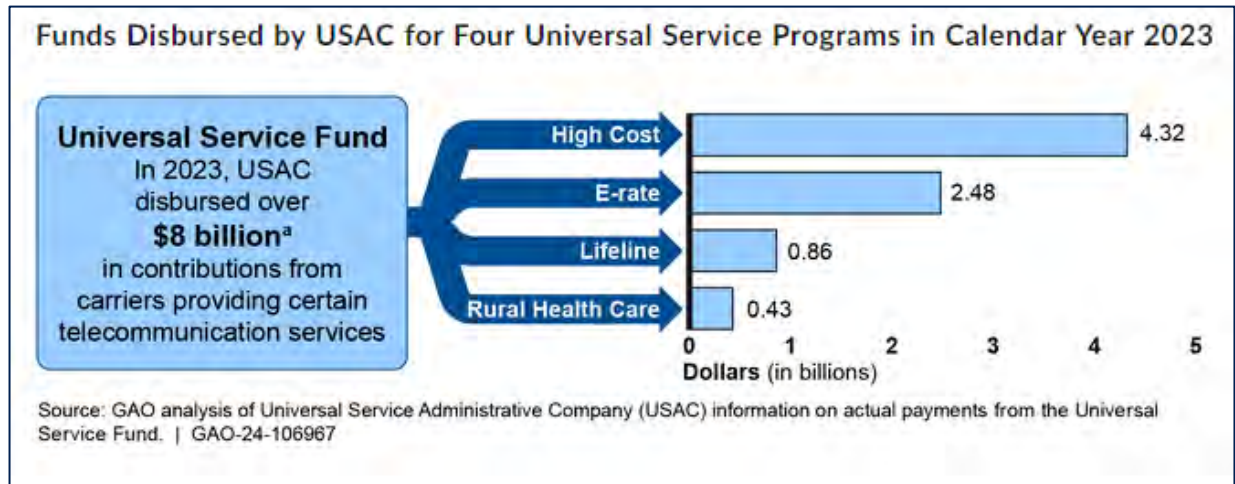 Funds Disbursed by USAC for Four Universal Service Programs in Calendar Year 2023
Universal Service Fund
In 2023, USAC
disbursed over
$8 billionᵃ
in contributions from
carriers providing certain
telecommunication services
High Cost
4.32
E-rate
2.48
Lifeline
0.86
Rural Health Care
0.43
0 1 2 3 4 5
Dollars (in billions)
Source: GAO analysis of Universal Service Administrative Company (USAC) information on actual payments from the Universal
Service Fund. | GAO-24-106967